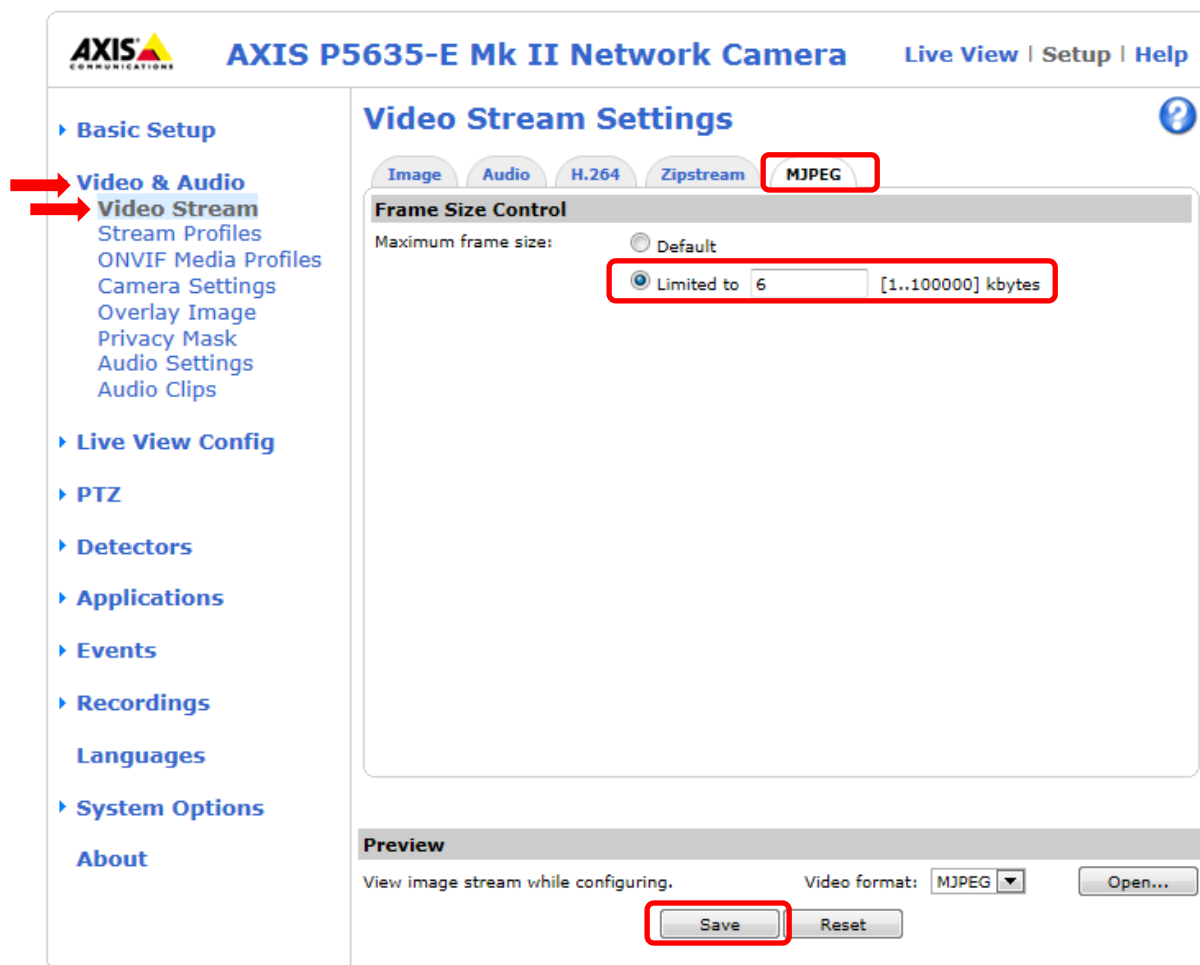 AXIS
COMMUNICATIONS
AXIS P5635-E Mk II Network Camera
Live View | Setup | Help
Basic Setup
Video & Audio
Video Stream
Stream Profiles
ONVIF Media Profiles
Camera Settings
Overlay Image
Privacy Mask
Audio Settings
Audio Clips
Live View Config
PTZ
Detectors
Applications
Events
Recordings
Languages
System Options
About
Video Stream Settings
?
Image Audio H.264 Zipstream MJPEG
Frame Size Control
Maximum frame size: Default
Limited to 6 [1..100000] kbytes
Preview
View image stream while configuring. Video format: MJPEG Open...
Save Reset